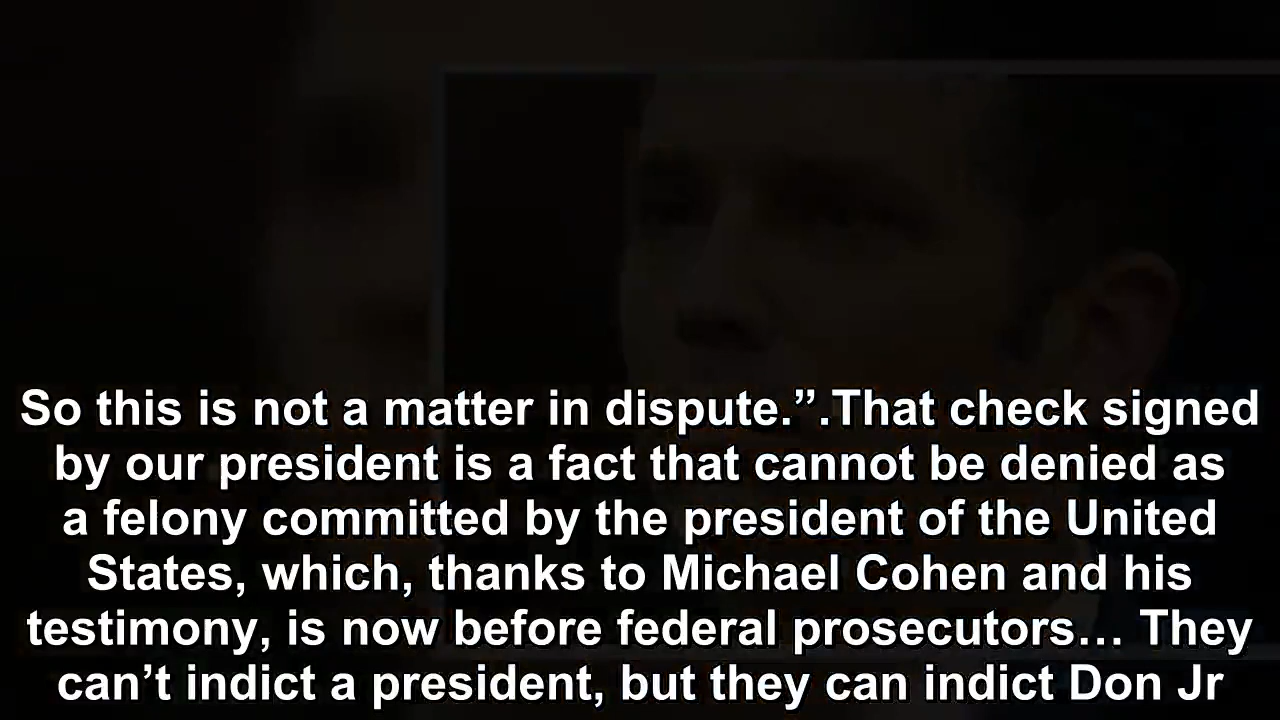 So this is not a matter in dispute.”.That check signed
by our president is a fact that cannot be denied as
a felony committed by the president of the United
States, which, thanks to Michael Cohen and his
testimony, is now before federal prosecutors… They
can’t indict a president, but they can indict Don Jr